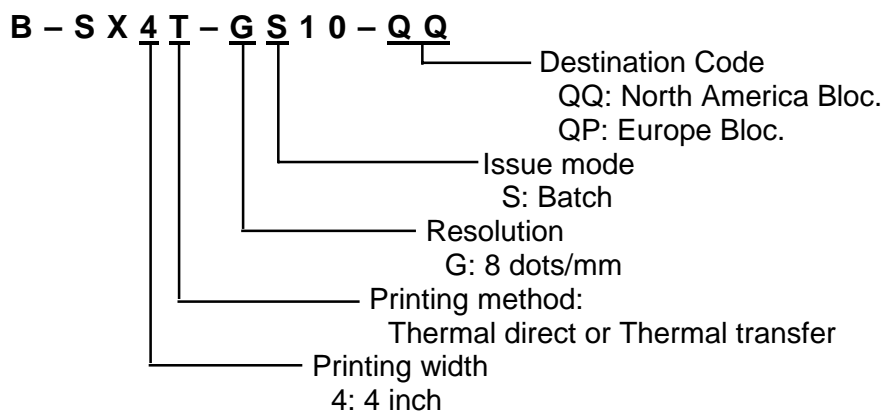 B – S X 4 T – G S 1 0 – Q Q
Destination Code
QQ: North America Bloc.
QP: Europe Bloc.
Issue mode
S: Batch
Resolution
G: 8 dots/mm
Printing method:
Thermal direct or Thermal transfer
Printing width
4: 4 inch